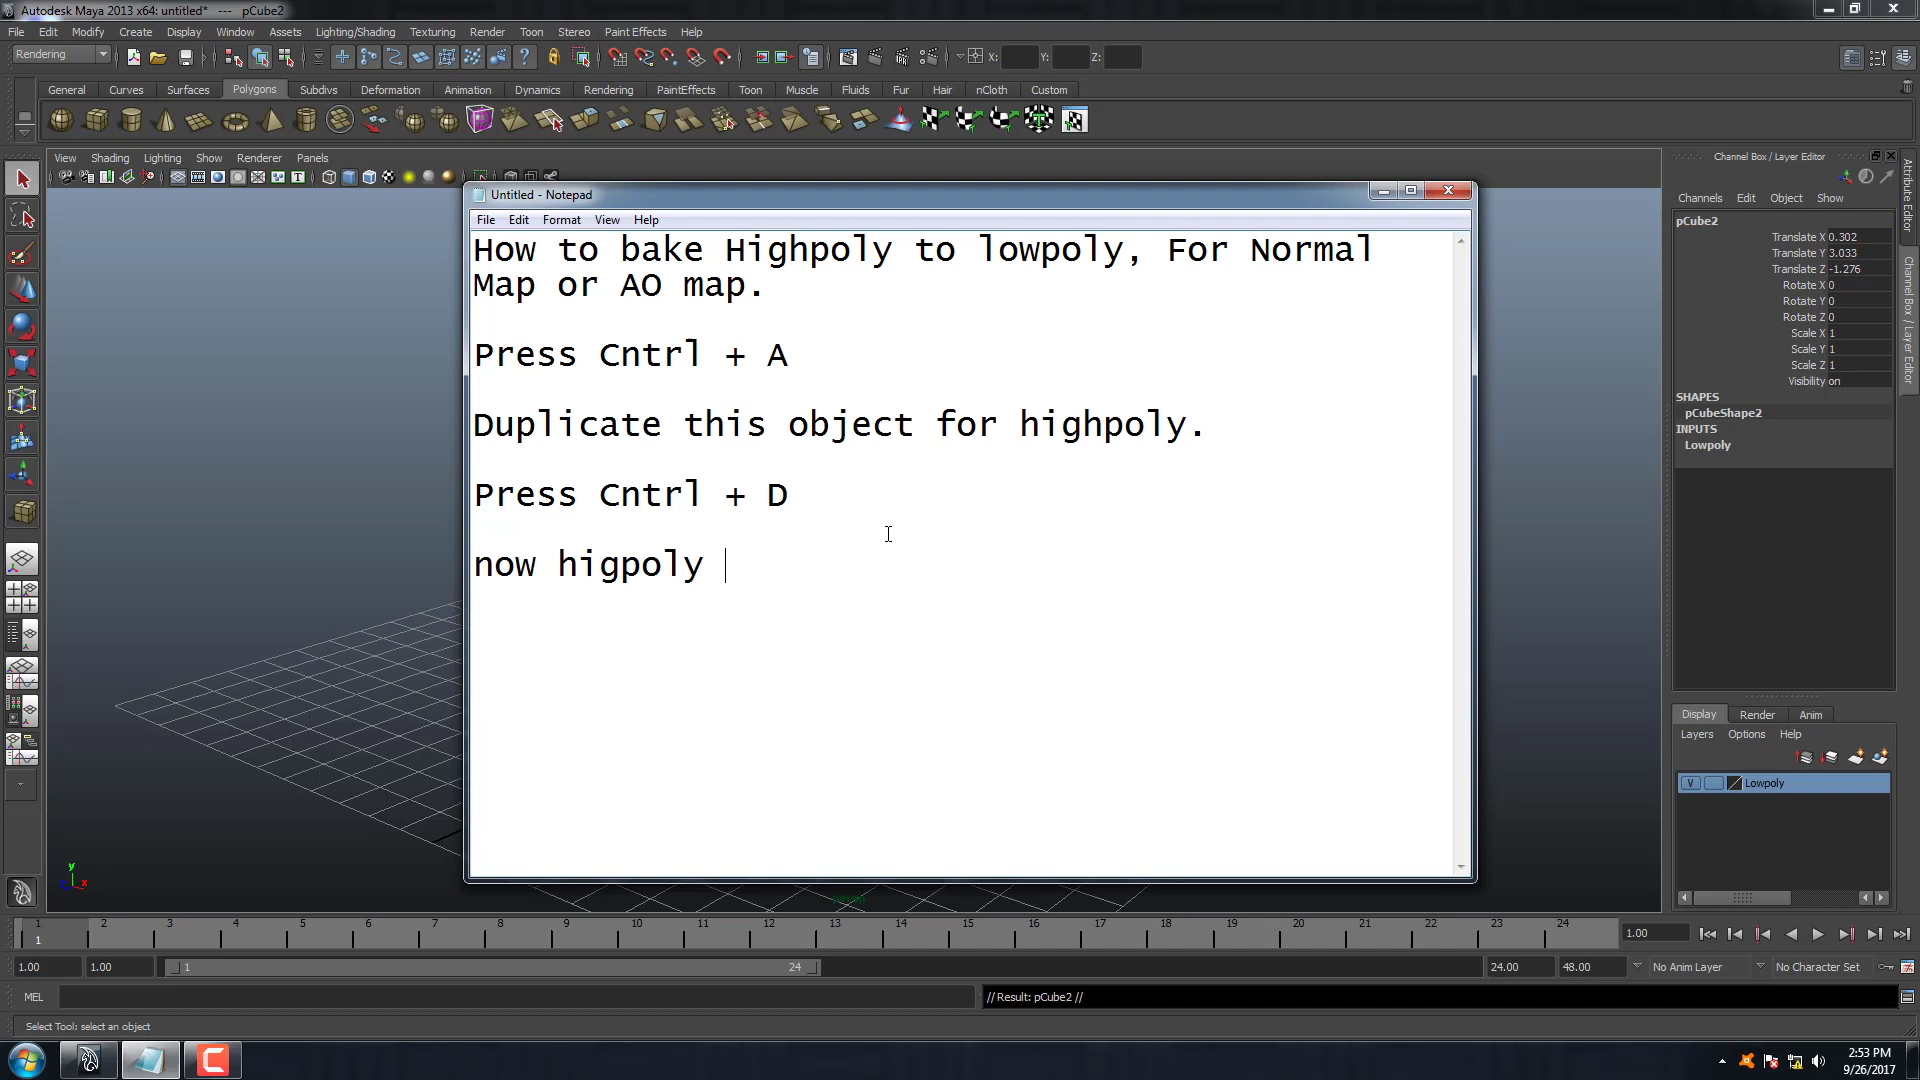 Autodesk Maya 2013 x64: untitled* --- pCube2
File Edit Modify Create Display Window Assets Lighting/Shading Texturing Render Toon Stereo Paint Effects Help
Rendering
X: Y: Z:
General Curves Surfaces Polygons Subdivs Deformation Animation Dynamics Rendering PaintEffects Toon Muscle Fluids Fur Hair nCloth Custom
View Shading Lighting Show Renderer Panels
Channel Box / Layer Editor
Channels Edit Object Show
pCube2
Translate X 0.302
Translate Y 3.033
Translate Z -1.276
Rotate X 0
Rotate Y 0
Rotate Z 0
Scale X 1
Scale Y 1
Scale Z 1
Visibility on
SHAPES
pCubeShape2
INPUTS
Lowpoly
Attribute Editor
Channel Box / Layer Editor
Untitled - Notepad
File Edit Format View Help
How to bake Highpoly to lowpoly, For Normal
Map or AO map.
Press Cntrl + A
Duplicate this object for highpoly.
Press Cntrl + D
now higpoly
Display Render Anim
Layers Options Help
V Lowpoly
y
x
persp
1 2 3 4 5 6 7 8 9 10 11 12 13 14 15 16 17 18 19 20 21 22 23 24
1
1.00
1.00 1.00 1 24 24.00 48.00 No Anim Layer No Character Set
MEL // Result: pCube2 //
Select Tool: select an object
2:53 PM
9/26/2017